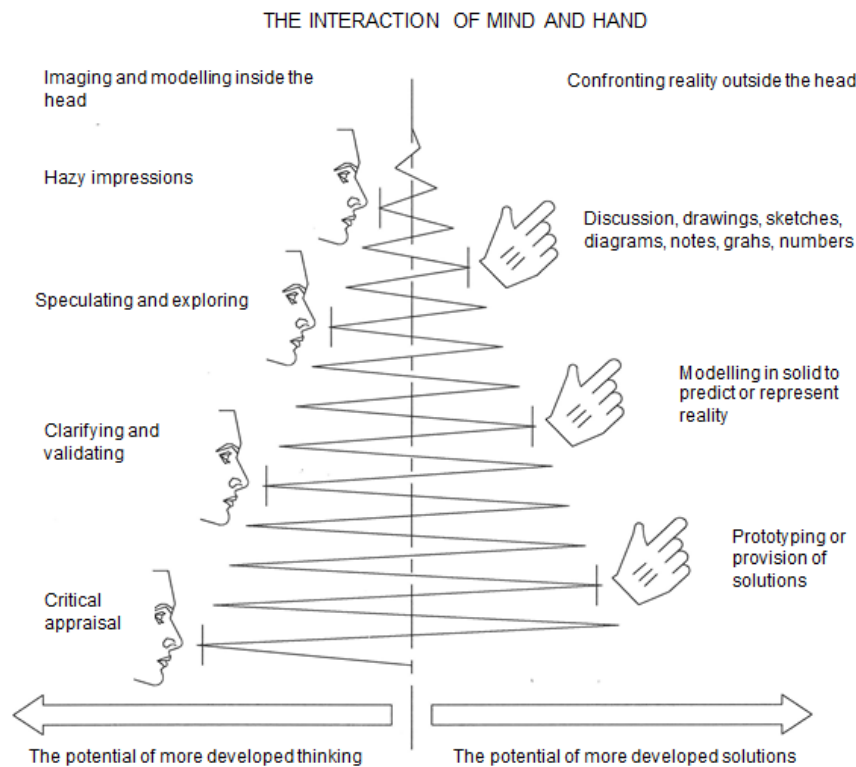 THE INTERACTION OF MIND AND HAND
Imaging and modelling inside the
head
Confronting reality outside the head
Hazy impressions
Discussion, drawings, sketches,
diagrams, notes, grahs, numbers
Speculating and exploring
Modelling in solid to
predict or represent
reality
Clarifying and
validating
Prototyping or
provision of
solutions
Critical
appraisal
The potential of more developed thinking
The potential of more developed solutions